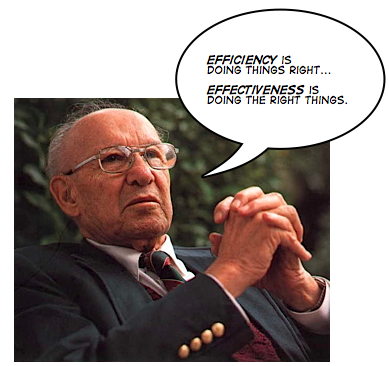 EFFICIENCY IS
DOING THINGS RIGHT...
EFFECTIVENESS IS
DOING THE RIGHT THINGS.